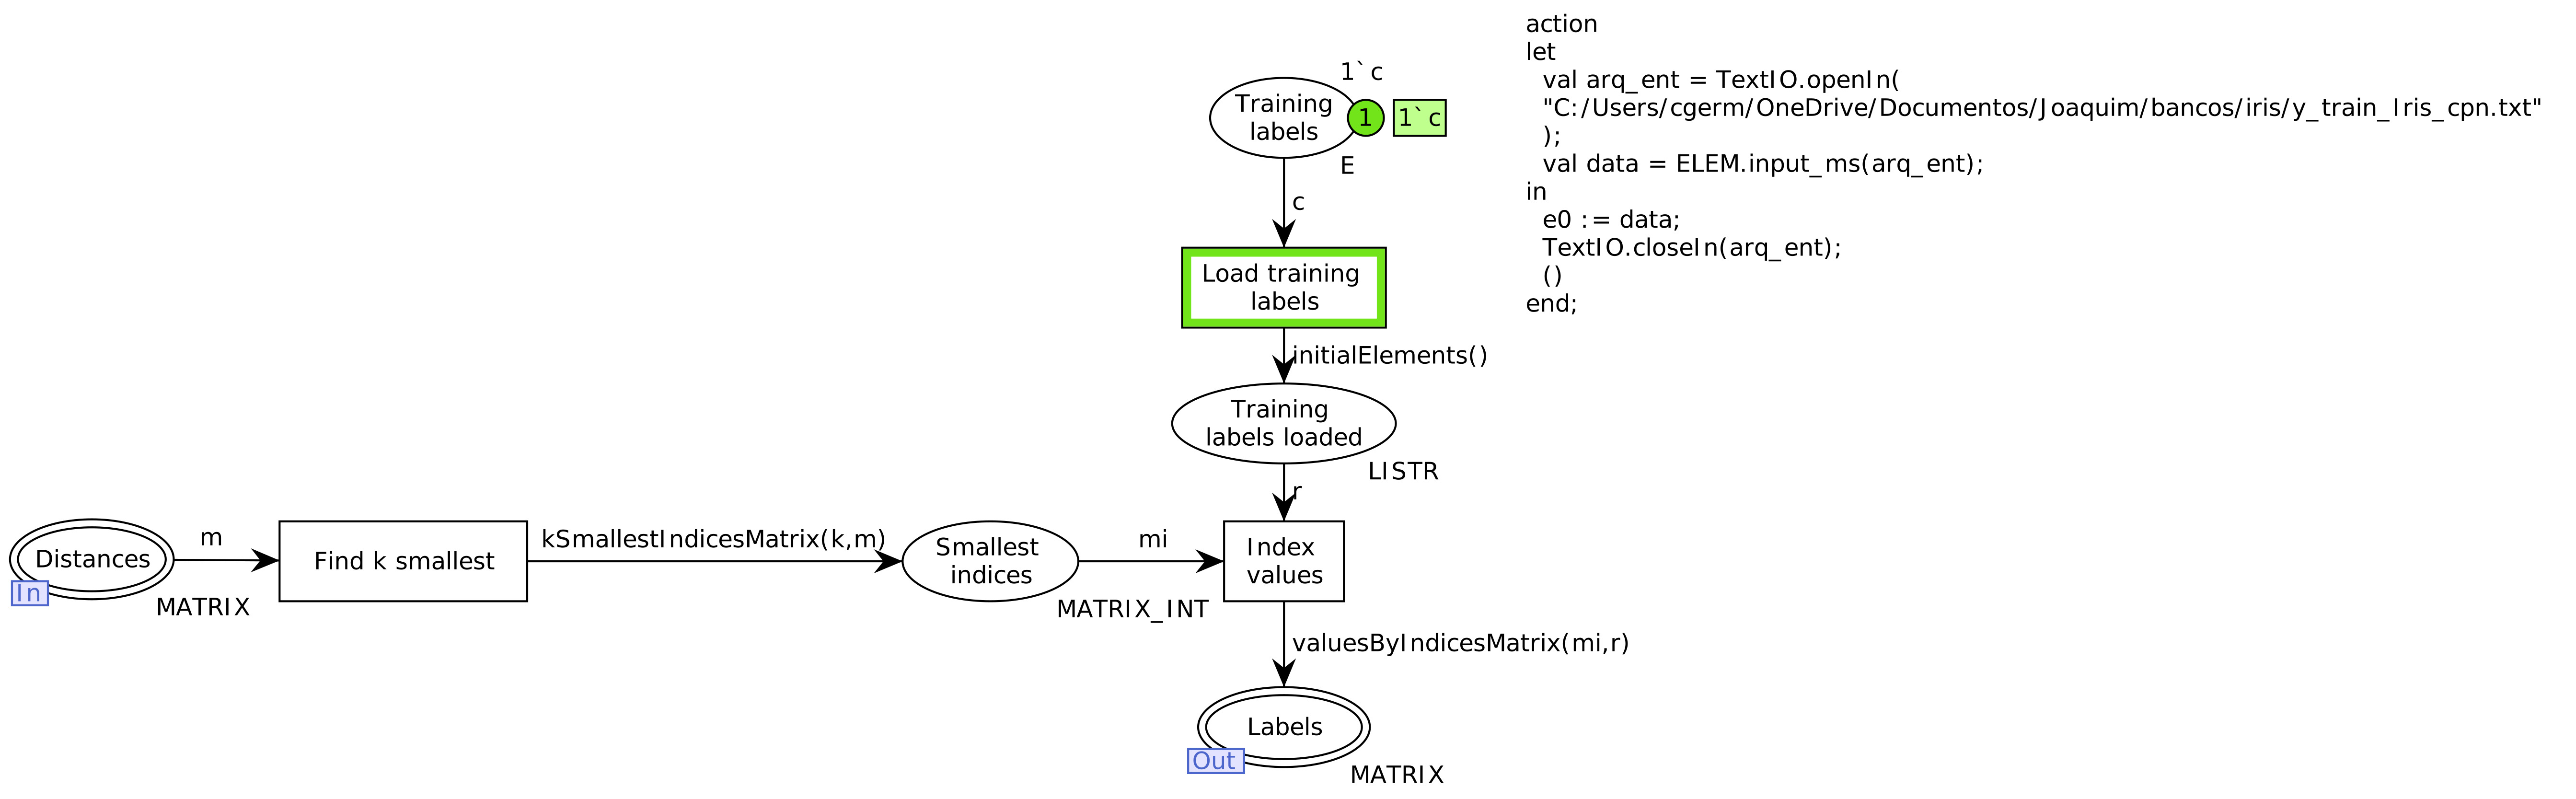 1`c
Training
labels
1
1`c
E
c
Load training
labels
initialElements()
Training
labels loaded
LISTR
r
Distances
In
MATRIX
m
Find k smallest
kSmallestIndicesMatrix(k,m)
Smallest
indices
MATRIX_INT
mi
Index
values
valuesByIndicesMatrix(mi,r)
Labels
Out
MATRIX
action
let
val arq_ent = TextIO.openIn(
"C:/Users/cgerm/OneDrive/Documentos/Joaquim/bancos/iris/y_train_Iris_cpn.txt"
);
val data = ELEM.input_ms(arq_ent);
in
e0 := data;
TextIO.closeIn(arq_ent);
()
end;